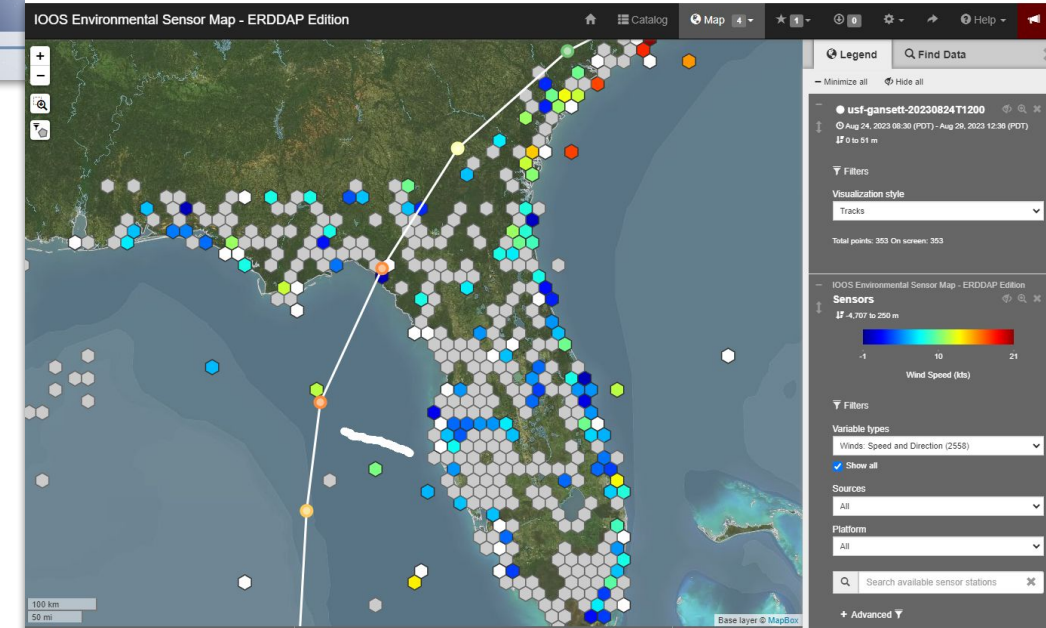 IOOS Environmental Sensor Map - ERDDAP Edition
Catalog
Map 4
1
0
Help
+
−
100 km
50 mi
Base layer © MapBox
Legend
Find Data
Minimize all
Hide all
usf-gansett-20230824T1200
Aug 24, 2023 08:30 (PDT) - Aug 29, 2023 12:36 (PDT)
0 to 51 m
Filters
Visualization style
Tracks
Total points: 353 On screen: 353
IOOS Environmental Sensor Map - ERDDAP Edition
Sensors
-4,707 to 250 m
-1 10 21
Wind Speed (kts)
Filters
Variable types
Winds: Speed and Direction (2558)
Show all
Sources
All
Platform
All
Search available sensor stations
+ Advanced